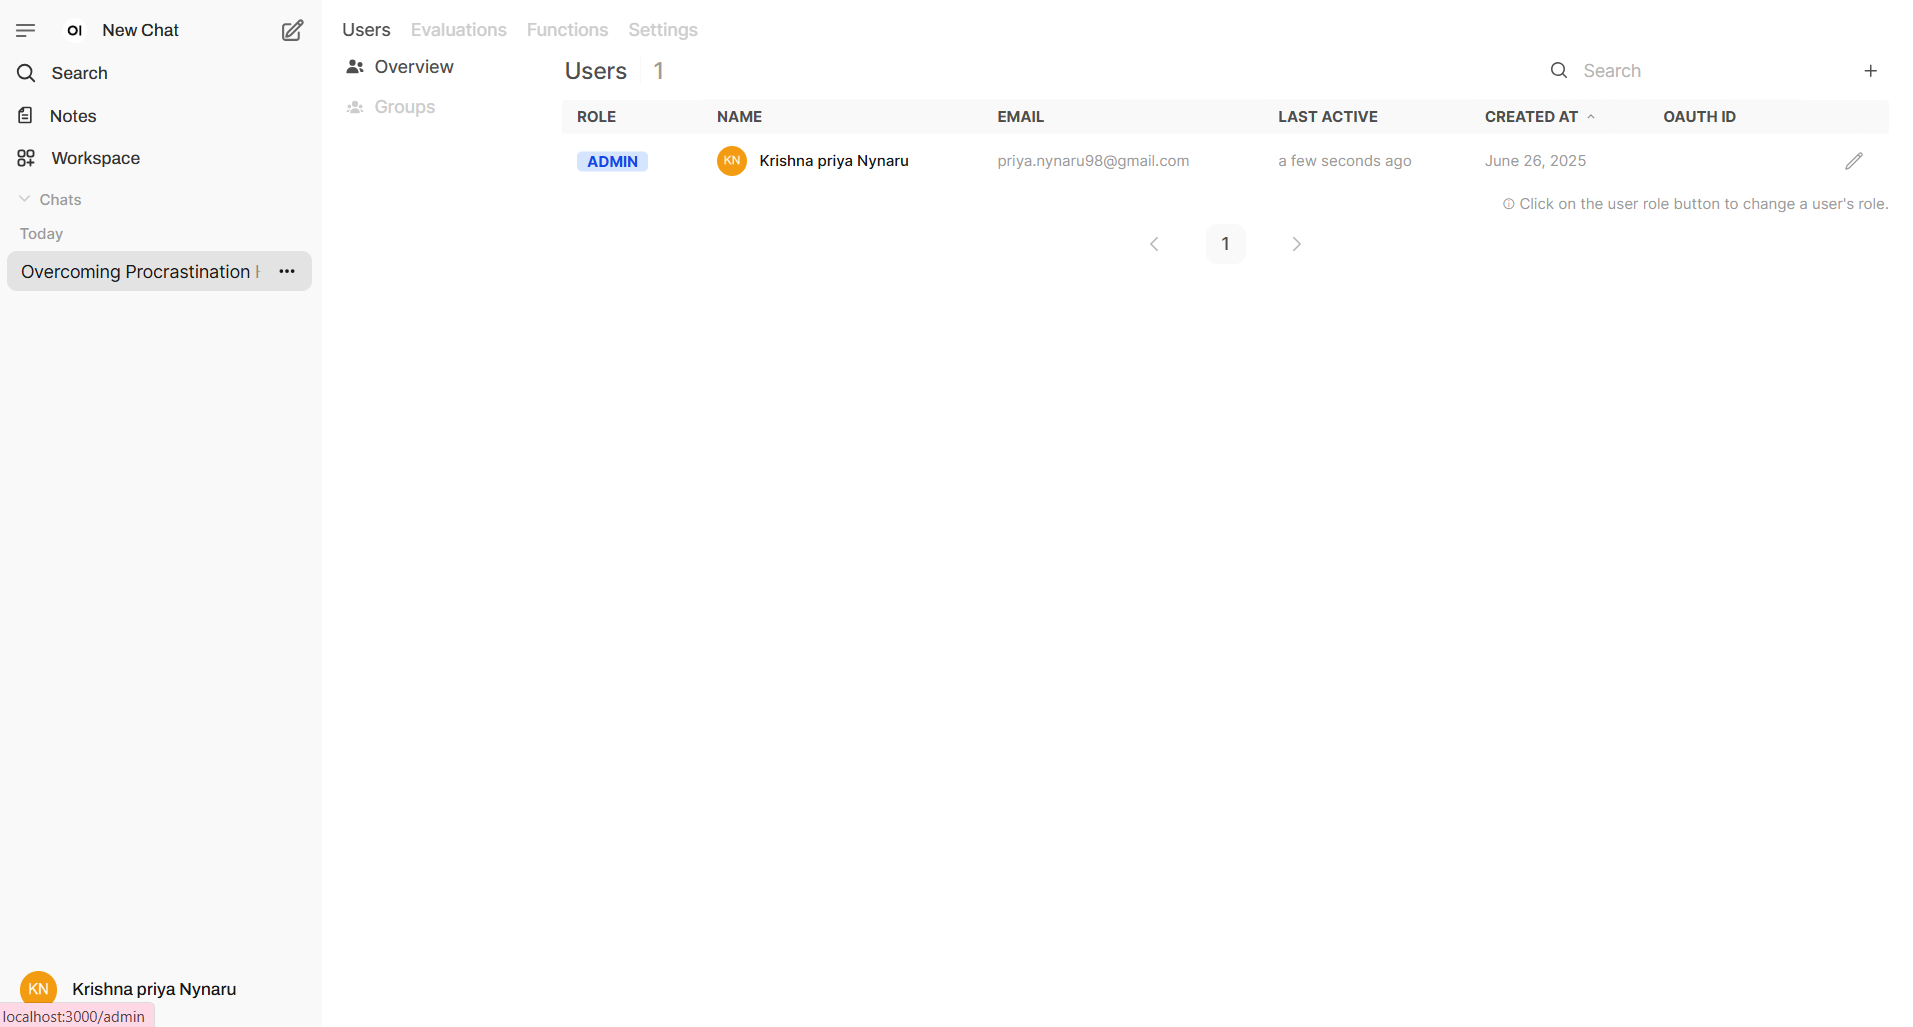 OI New Chat
Search
Notes
Workspace
Chats
Today
Overcoming Procrastination
KN Krishna priya Nynaru
localhost:3000/admin
Users Evaluations Functions Settings
Overview
Groups
Users 1
Search
ROLE NAME EMAIL LAST ACTIVE CREATED AT OAUTH ID
ADMIN KN Krishna priya Nynaru priya.nynaru98@gmail.com a few seconds ago June 26, 2025
Click on the user role button to change a user's role.
1